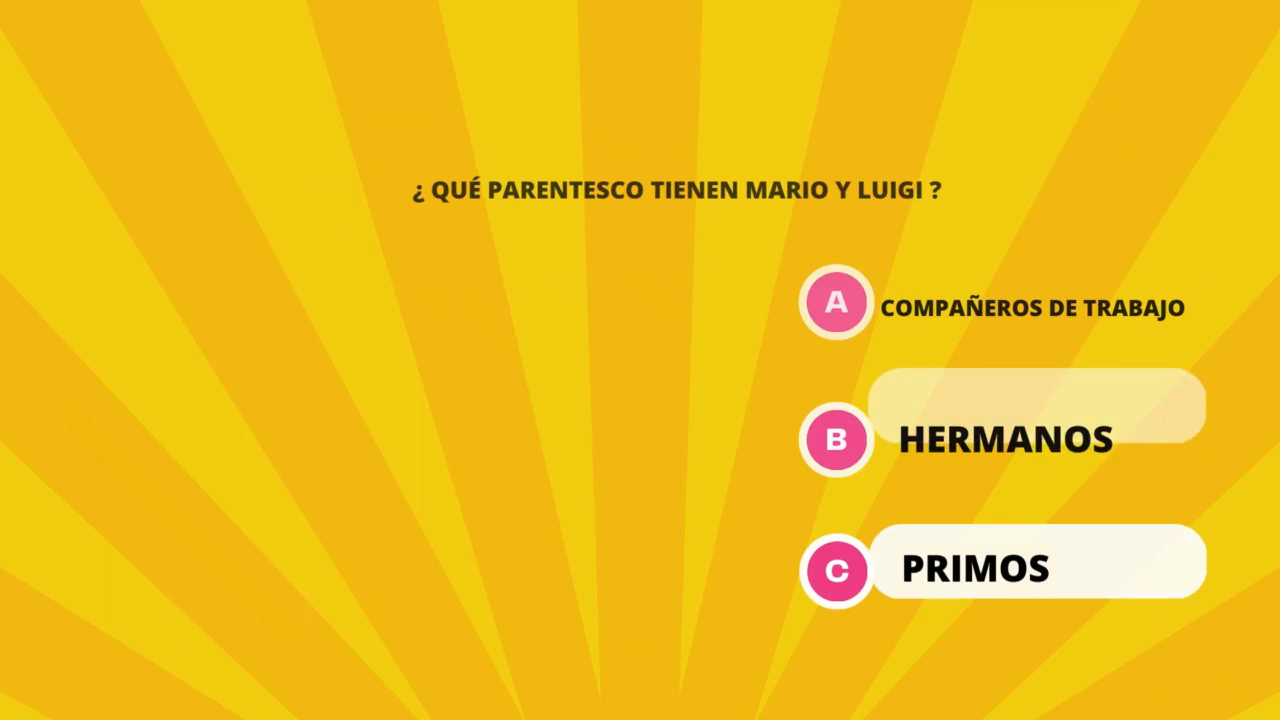 ¿ QUÉ PARENTESCO TIENEN MARIO Y LUIGI ?
A COMPAÑEROS DE TRABAJO
B HERMANOS
C PRIMOS